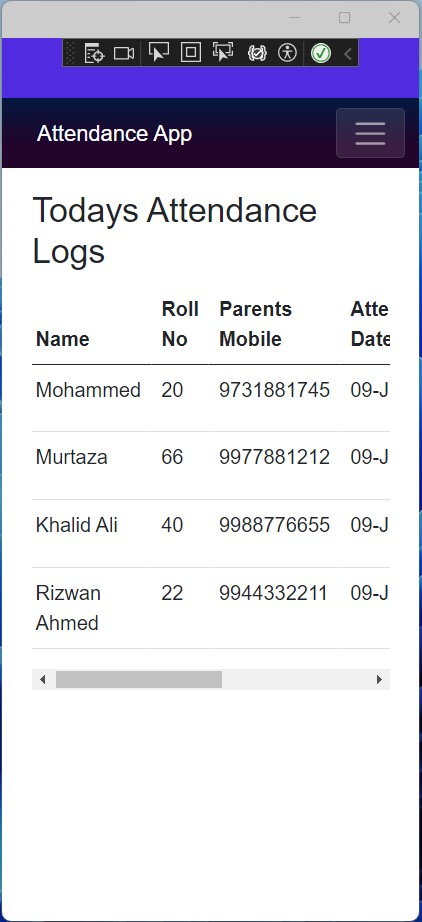 Attendance App
Todays Attendance
Logs
Name Roll No Parents Mobile Atte Date
Mohammed 20 9731881745 09-J
Murtaza 66 9977881212 09-J
Khalid Ali 40 9988776655 09-J
Rizwan Ahmed 22 9944332211 09-J